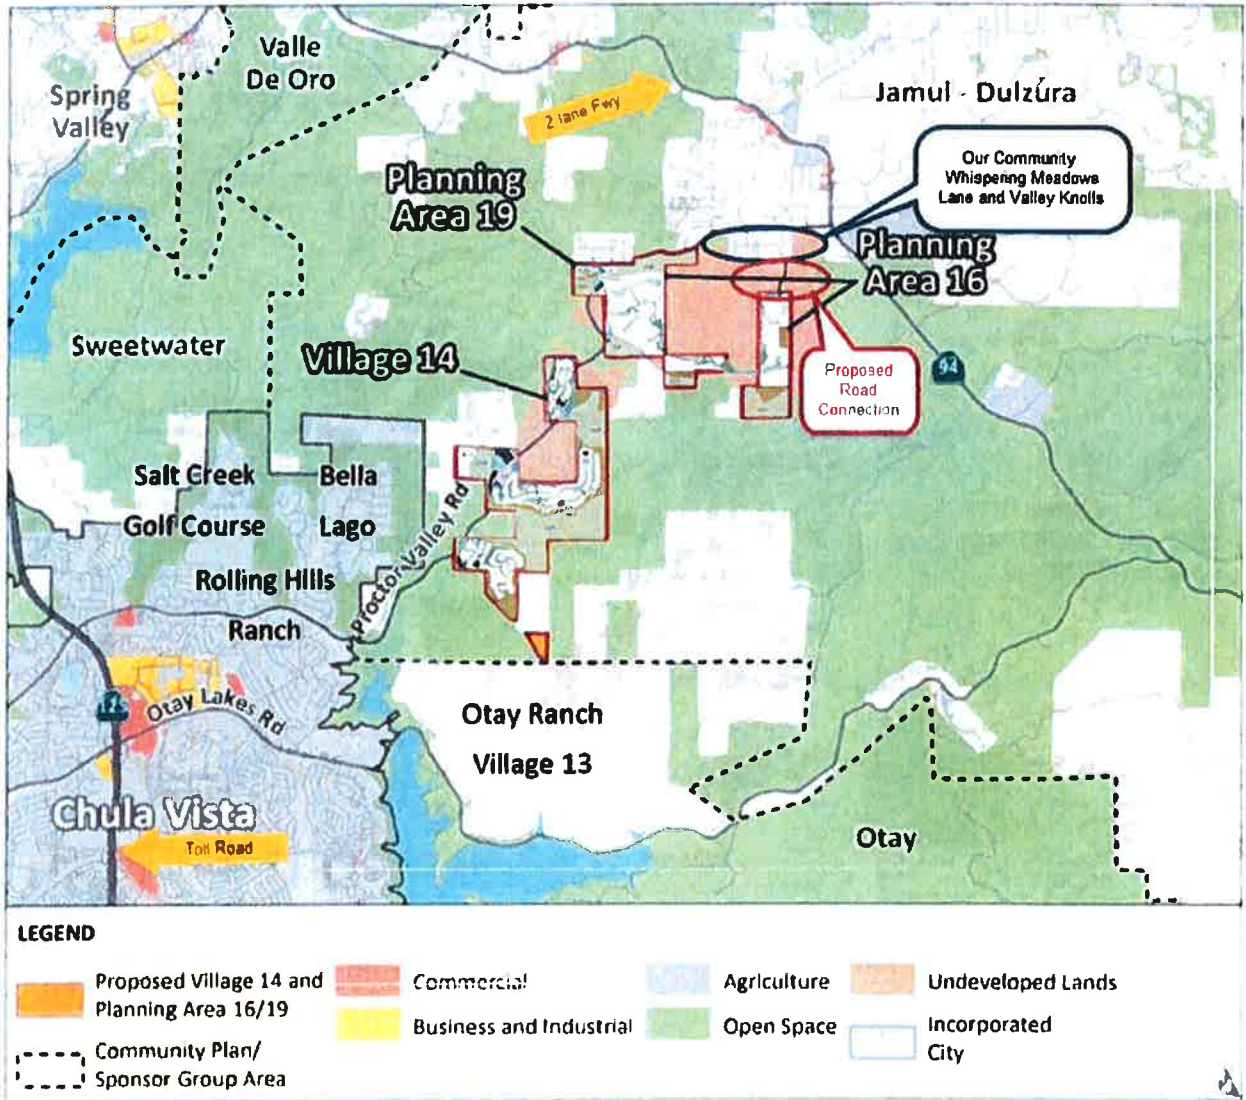 Valle
De Oro
Spring
Valley
2 lane Fwy
Jamul - Dulzúra
Our Community
Whispering Meadows
Lane and Valley Knolls
Planning
Area 19
Planning
Area 16
Sweetwater
Village 14
94
Proposed
Road
Connection
Salt Creek
Golf Course
Bella
Lago
Rolling Hills
Ranch
Proctor Valley Rd
Otay Lakes Rd
125
Otay Ranch
Village 13
Chula Vista
Toll Road
Otay
LEGEND
Proposed Village 14 and
Planning Area 16/19
Community Plan/
Sponsor Group Area
Commercial
Business and Industrial
Agriculture
Open Space
Undeveloped Lands
Incorporated
City